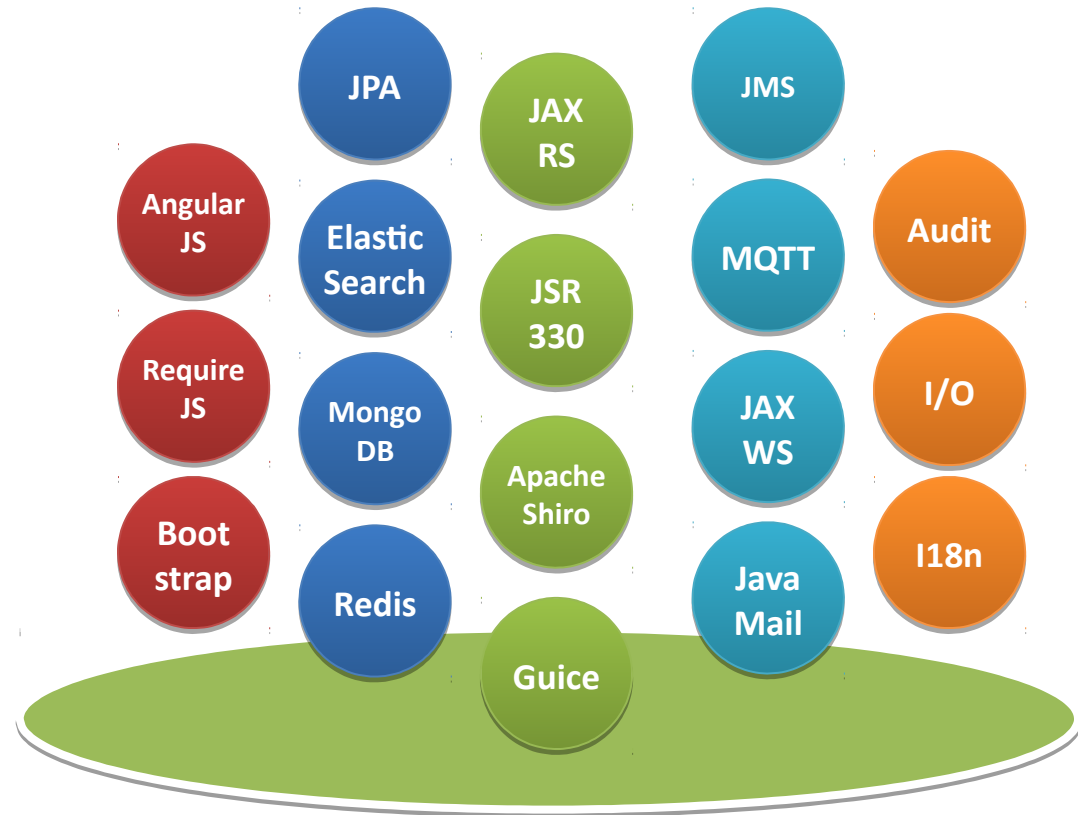 Angular
JS
Require
JS
Boot
strap
JPA
Elastic
Search
Mongo
DB
Redis
JAX
RS
JSR
330
Apache
Shiro
Guice
JMS
MQTT
JAX
WS
Java
Mail
Audit
I/O
I18n